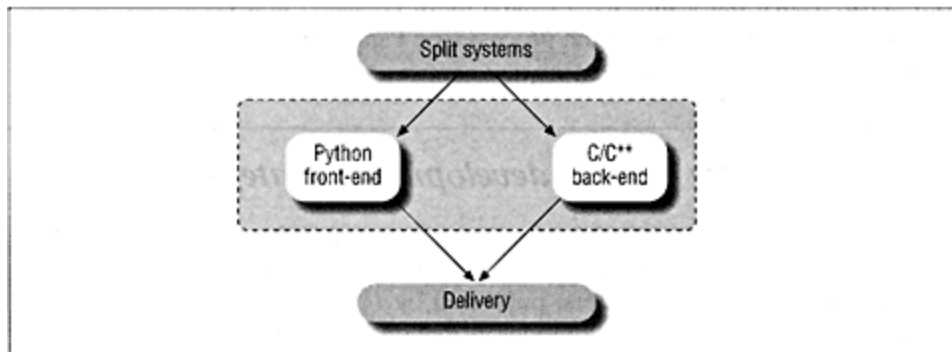 Split systems
Python
front-end
C/C**
back-end
Delivery